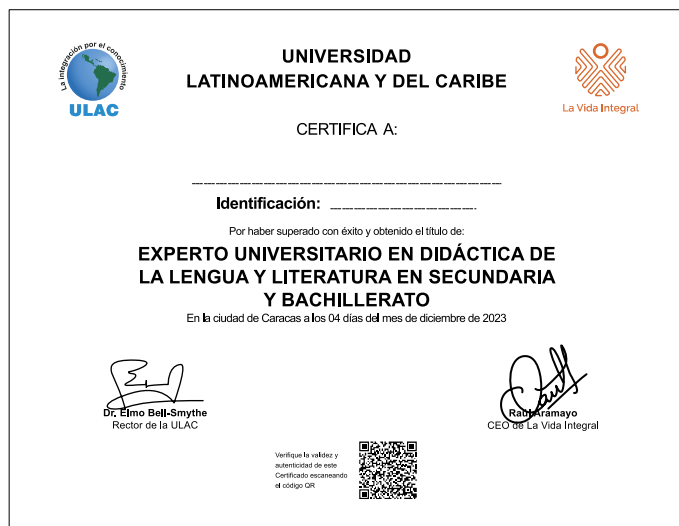 La integración por el conocimiento
ULAC
UNIVERSIDAD
LATINOAMERICANA Y DEL CARIBE
La Vida Integral
CERTIFICA A:
Identificación:
Por haber superado con éxito y obtenido el título de:
EXPERTO UNIVERSITARIO EN DIDÁCTICA DE
LA LENGUA Y LITERATURA EN SECUNDARIA
Y BACHILLERATO
En la ciudad de Caracas a los 04 días del mes de diciembre de 2023
Dr. Elmo Bell-Smythe
Rector de la ULAC
Raúl Aramayo
CEO de La Vida Integral
Verifique la validez y
autenticidad de este
Certificado escaneando
el código QR